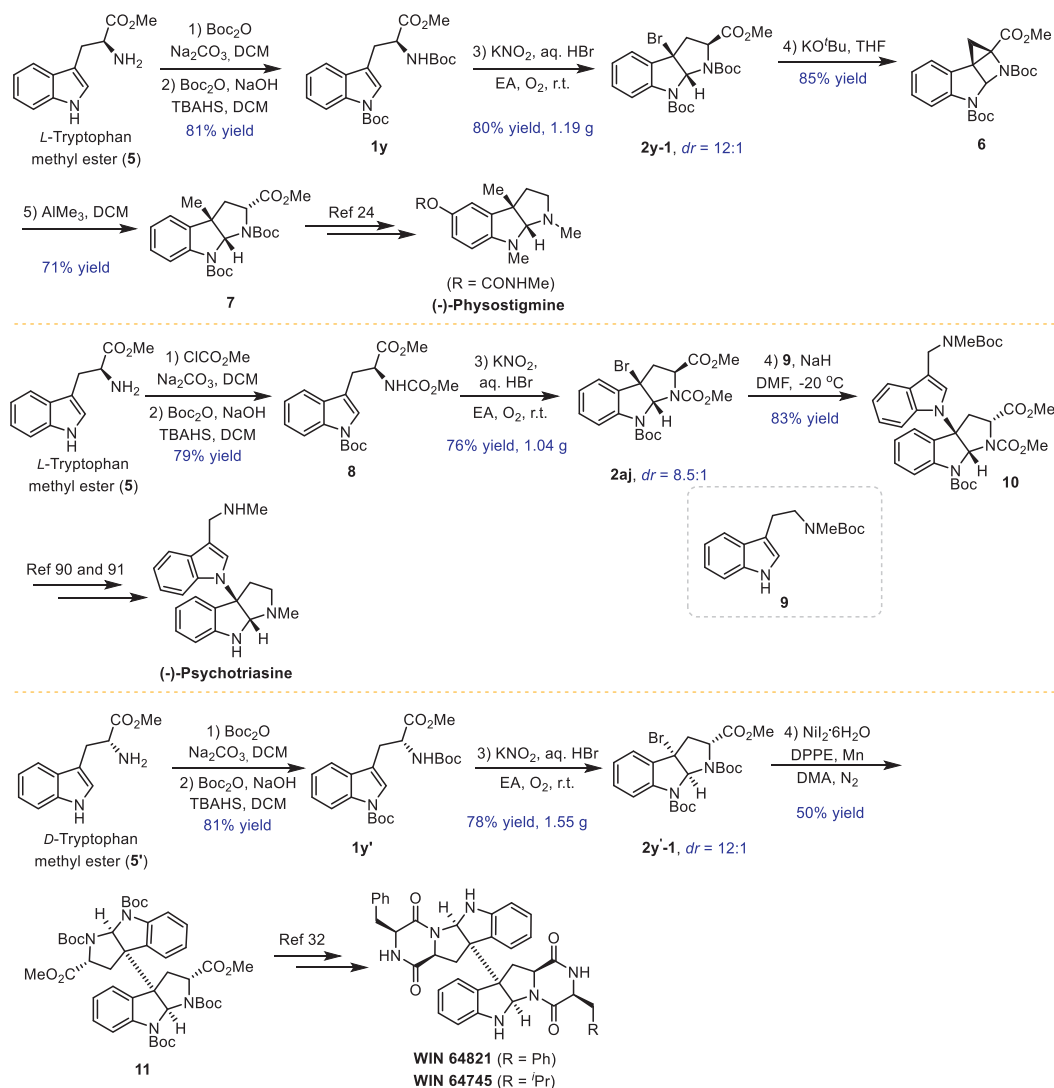 CO₂Me
NH₂
N
H
L-Tryptophan
methyl ester (5)
1) Boc₂O
Na₂CO₃, DCM
2) Boc₂O, NaOH
TBAHS, DCM
81% yield
CO₂Me
NHBoc
N
Boc
1y
3) KNO₂, aq. HBr
EA, O₂, r.t.
80% yield, 1.19 g
Br
CO₂Me
NBoc
N
H
Boc
2y-1, dr = 12:1
4) KOᵗBu, THF
85% yield
CO₂Me
NBoc
N
Boc
6
5) AlMe₃, DCM
71% yield
Me
CO₂Me
NBoc
N
H
Boc
7
Ref 24
RO
Me
N
Me
N
H
Me
(R = CONHMe)
(-)-Physostigmine
CO₂Me
NH₂
N
H
L-Tryptophan
methyl ester (5)
1) ClCO₂Me
Na₂CO₃, DCM
2) Boc₂O, NaOH
TBAHS, DCM
79% yield
CO₂Me
NHCO₂Me
N
Boc
8
3) KNO₂,
aq. HBr
EA, O₂, r.t.
76% yield, 1.04 g
Br
CO₂Me
NCO₂Me
N
H
Boc
2aj, dr = 8.5:1
4) 9, NaH
DMF, -20 °C
83% yield
NMeBoc
N
CO₂Me
NCO₂Me
N
H
Boc
10
NMeBoc
N
H
9
Ref 90 and 91
NHMe
N
NMe
N
H
H
(-)-Psychotriasine
CO₂Me
NH₂
N
H
D-Tryptophan
methyl ester (5')
1) Boc₂O
Na₂CO₃, DCM
2) Boc₂O, NaOH
TBAHS, DCM
81% yield
CO₂Me
NHBoc
N
Boc
1y'
3) KNO₂, aq. HBr
EA, O₂, r.t.
78% yield, 1.55 g
Br
CO₂Me
NBoc
N
H
Boc
2y'-1, dr = 12:1
4) NiI₂·6H₂O
DPPE, Mn
DMA, N₂
50% yield
Boc
H
N
BocN
MeO₂C
CO₂Me
NBoc
N
H
Boc
11
Ref 32
Ph
O
H
N
H
N
HN
O
O
NH
N
N
H
H
O
R
WIN 64821 (R = Ph)
WIN 64745 (R = ⁱPr)